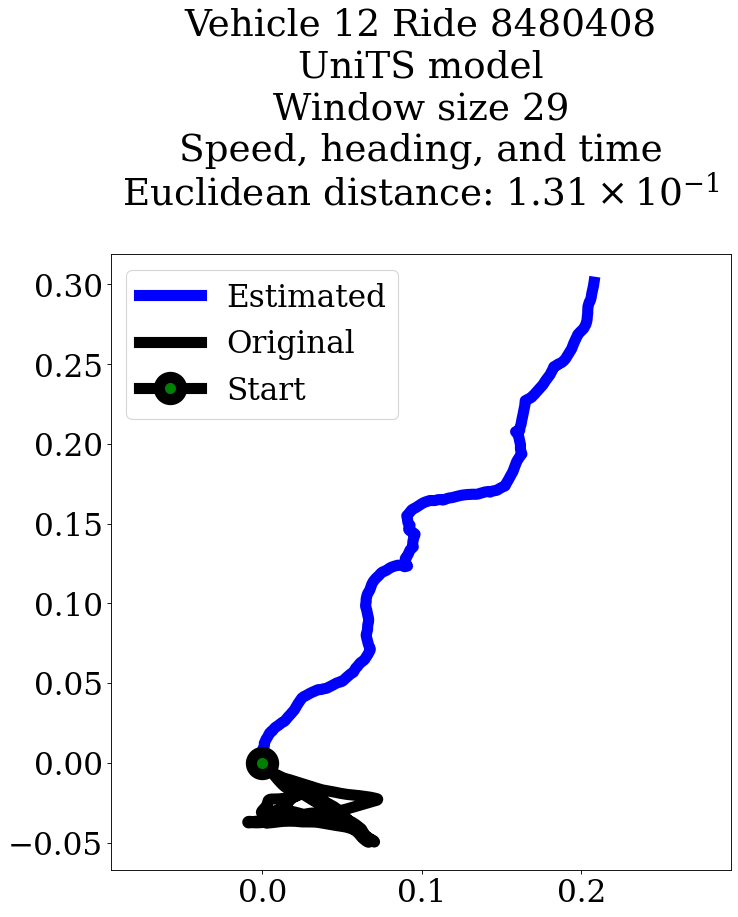 Vehicle 12 Ride 8480408
UniTS model
Window size 29
Speed, heading, and time
Euclidean distance: 1.31 × 10⁻¹
Estimated
Original
Start
0.30
0.25
0.20
0.15
0.10
0.05
0.00
−0.05
0.0 0.1 0.2